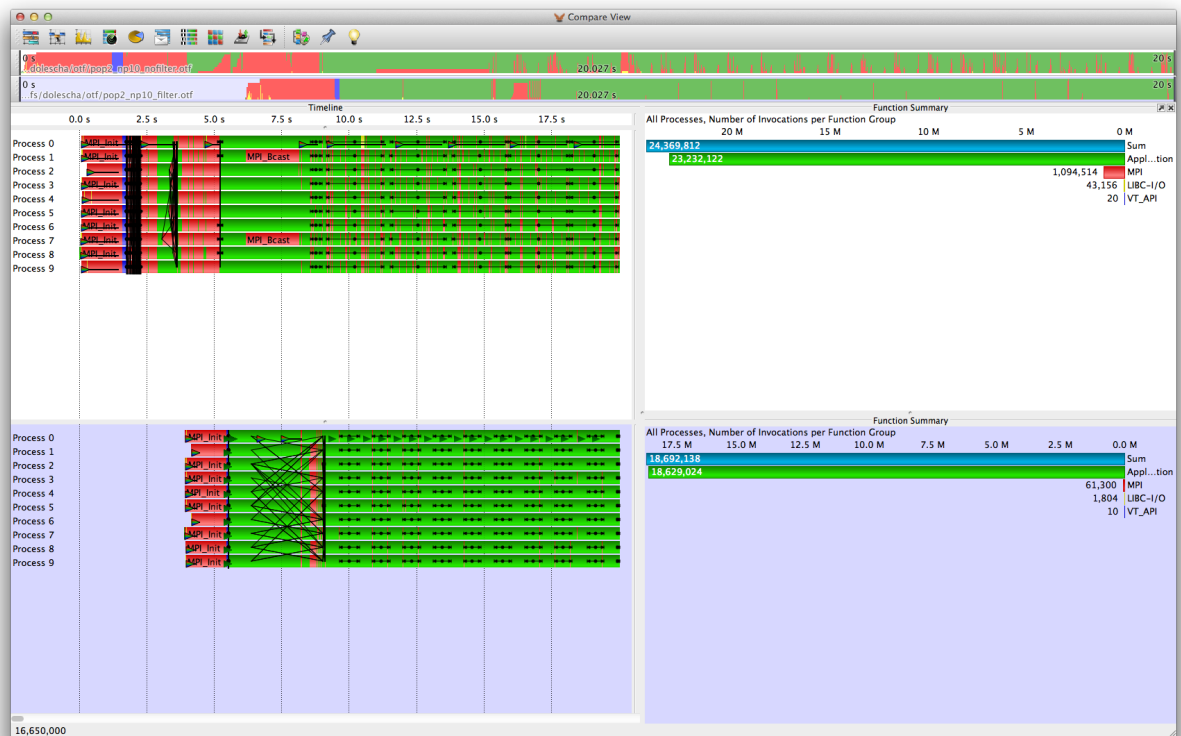 Compare View
0 s
...dolescha/otf/pop2_np10_nofilter.otf
20.027 s
20 s
0 s
...fs/dolescha/otf/pop2_np10_filter.otf
20.027 s
20 s
Timeline
0.0 s 2.5 s 5.0 s 7.5 s 10.0 s 12.5 s 15.0 s 17.5 s
Process 0 MPI_Init
Process 1 MPI_Init MPI_Bcast
Process 2
Process 3 MPI_Init
Process 4
Process 5
Process 6
Process 7 MPI_Init MPI_Bcast
Process 8
Process 9
Function Summary
All Processes, Number of Invocations per Function Group
20 M 15 M 10 M 5 M 0 M
24,369,812 Sum
23,232,122 Appl...tion
1,094,514 MPI
43,156 LIBC-I/O
20 VT_API
Process 0 MPI_Init
Process 1
Process 2 MPI_Init
Process 3 MPI_Init
Process 4 MPI_Init
Process 5 MPI_Init
Process 6
Process 7 MPI_Init
Process 8 MPI_Init
Process 9 MPI_Init
Function Summary
All Processes, Number of Invocations per Function Group
17.5 M 15.0 M 12.5 M 10.0 M 7.5 M 5.0 M 2.5 M 0.0 M
18,692,138 Sum
18,629,024 Appl...tion
61,300 MPI
1,804 LIBC-I/O
10 VT_API
16,650,000